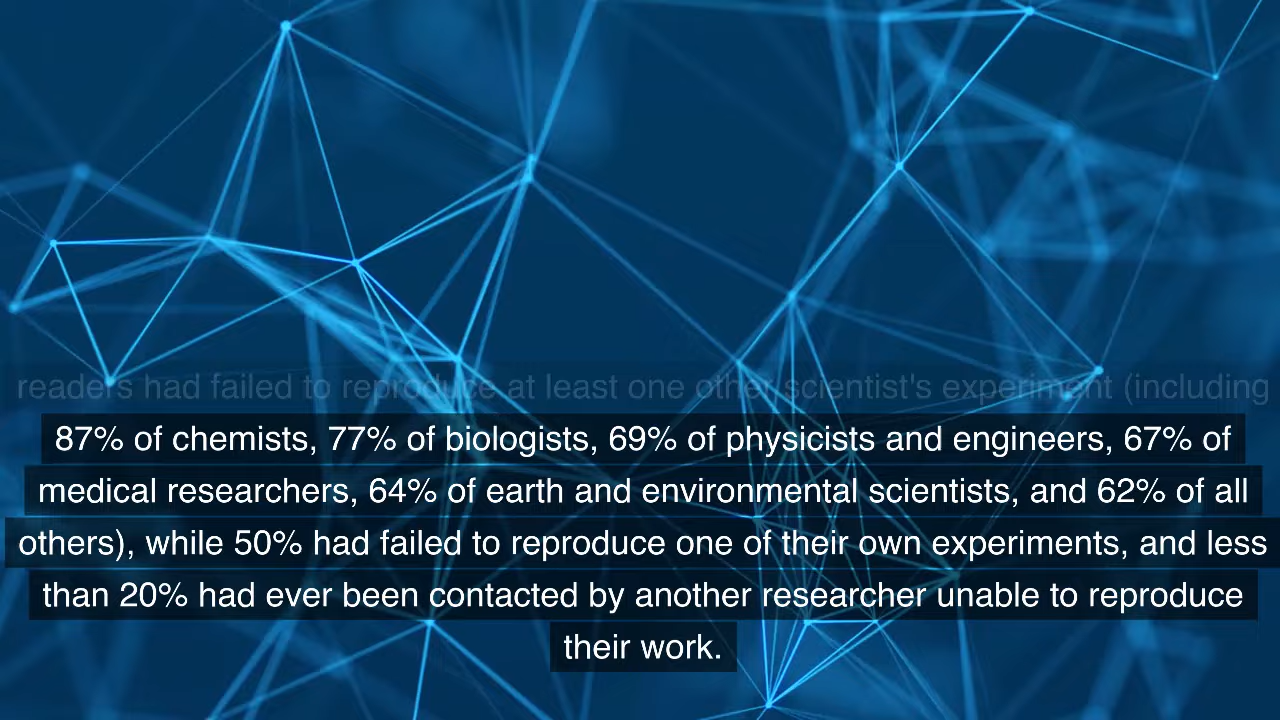 readers had failed to reproduce at least one other scientist's experiment (including
87% of chemists, 77% of biologists, 69% of physicists and engineers, 67% of
medical researchers, 64% of earth and environmental scientists, and 62% of all
others), while 50% had failed to reproduce one of their own experiments, and less
than 20% had ever been contacted by another researcher unable to reproduce
their work.